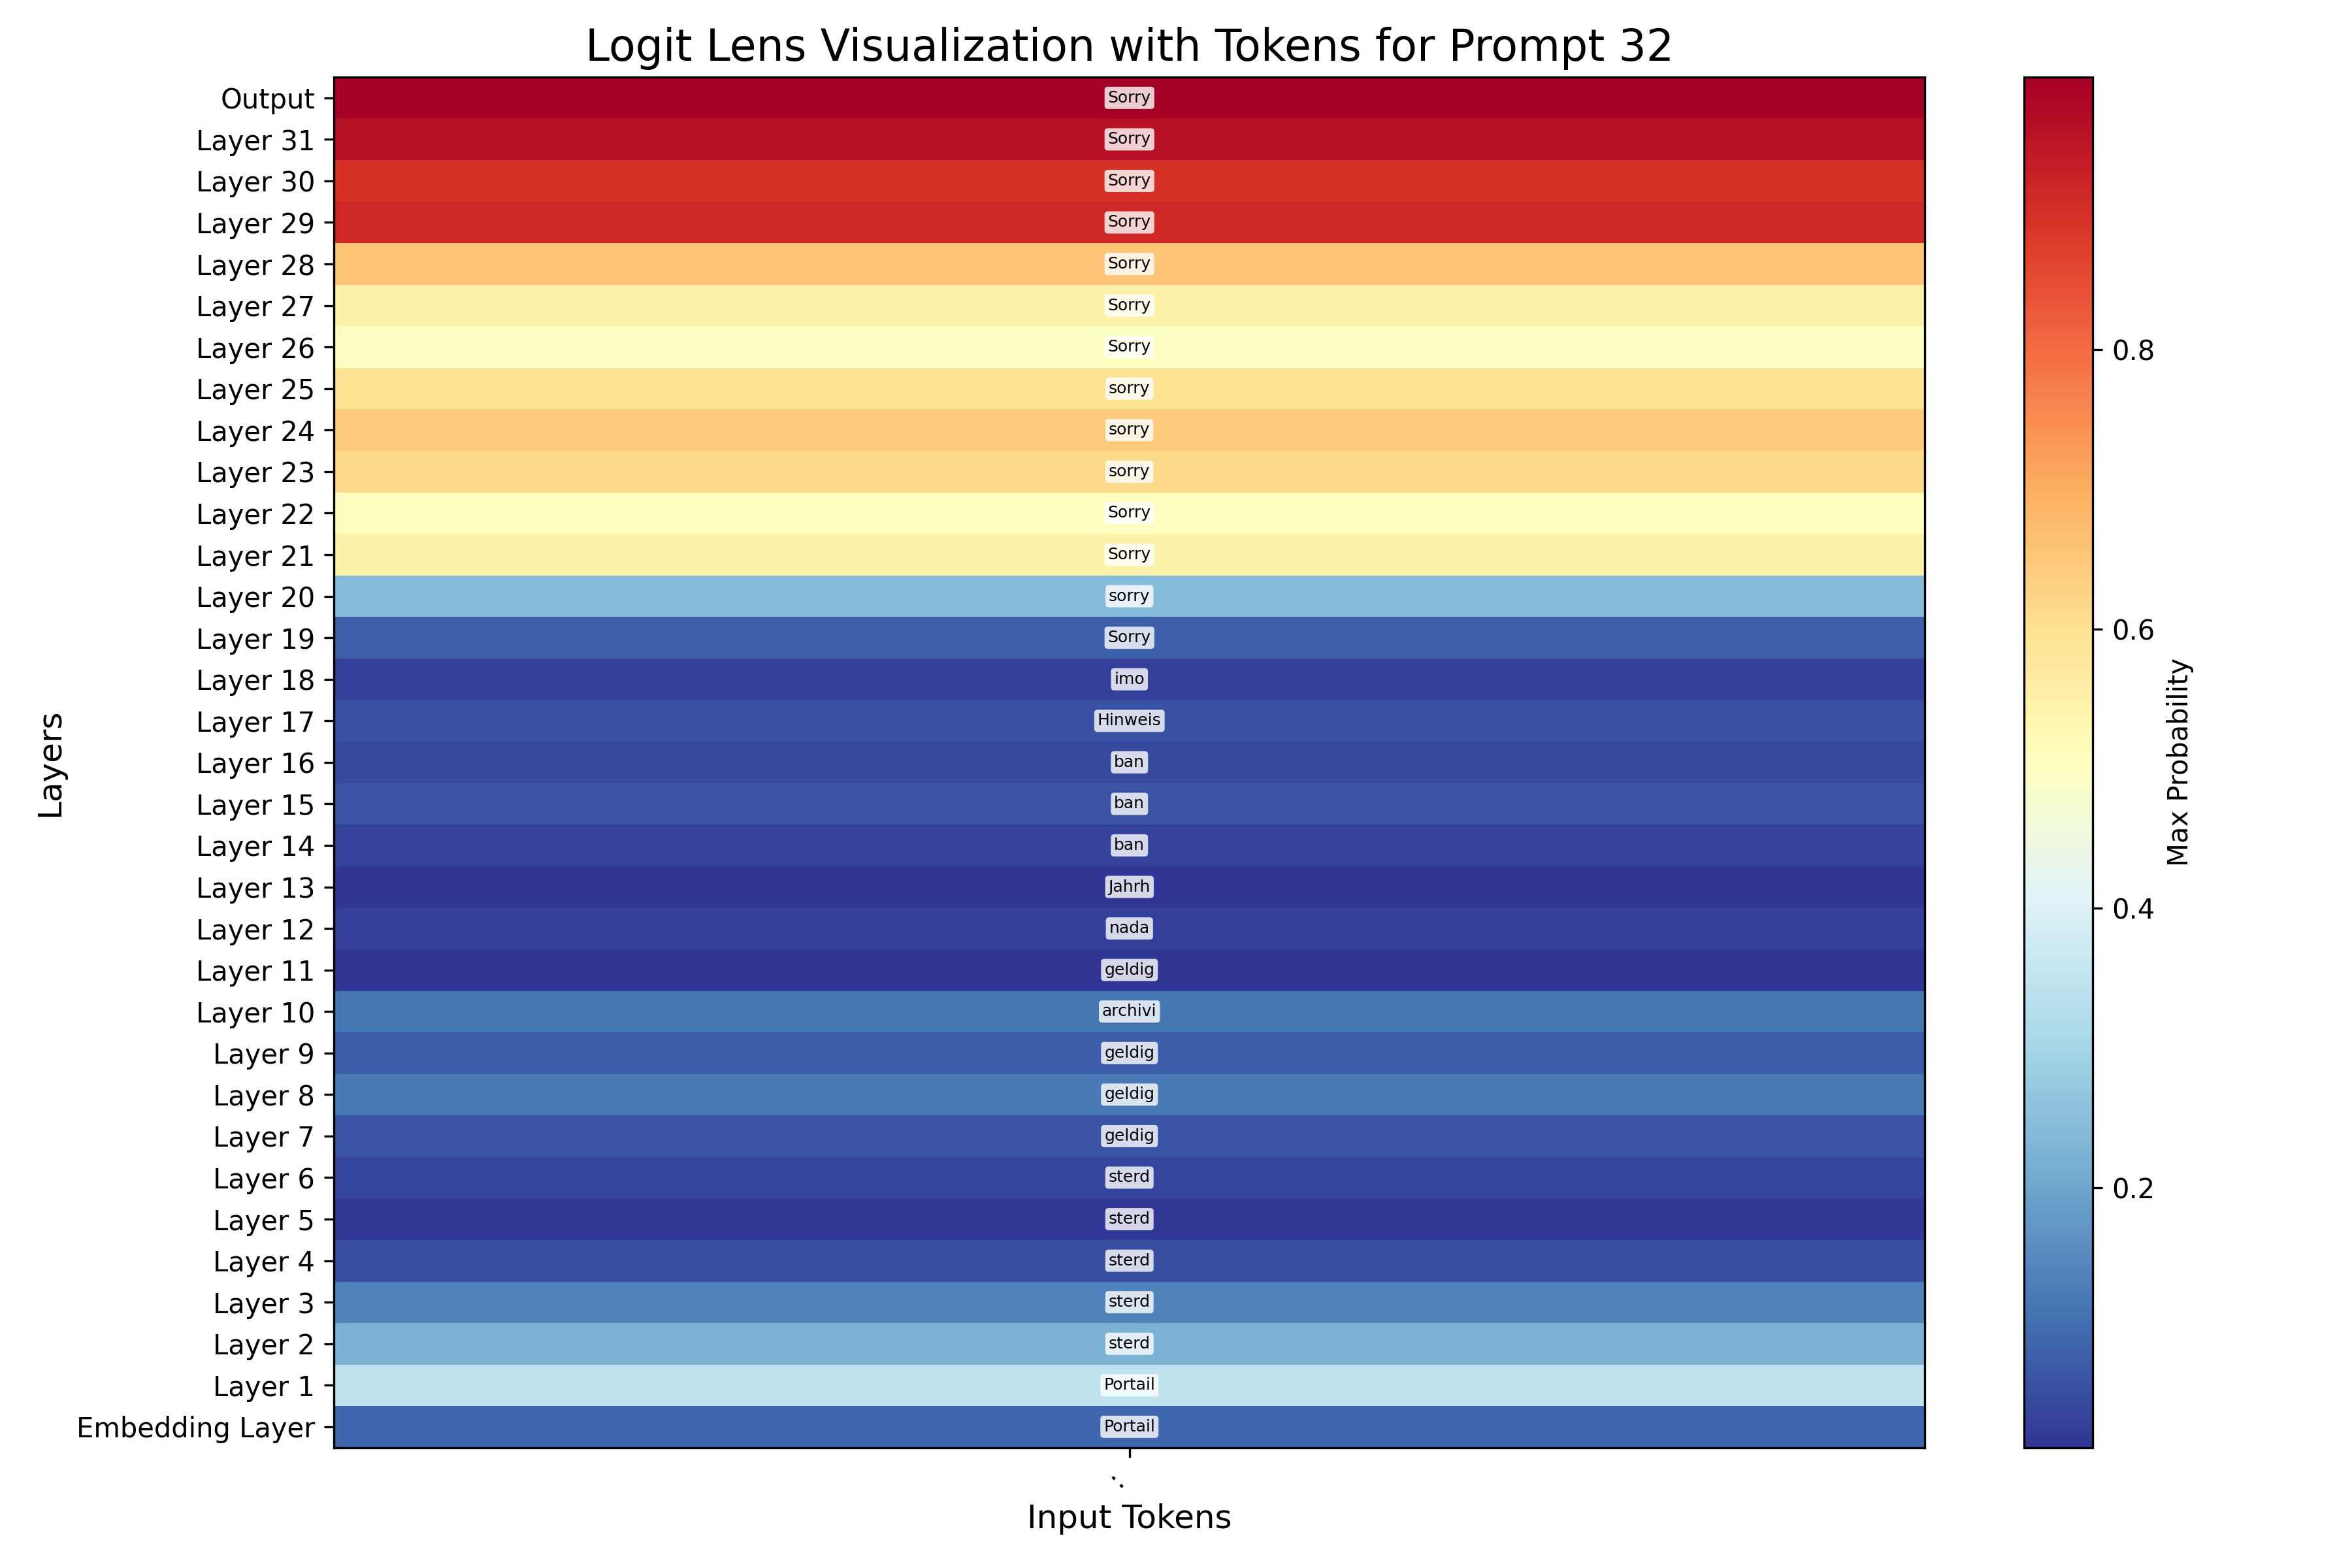 Logit Lens Visualization with Tokens for Prompt 32
Output Sorry
Layer 31 Sorry
Layer 30 Sorry
Layer 29 Sorry
Layer 28 Sorry
Layer 27 Sorry
Layer 26 Sorry
Layer 25 sorry
Layer 24 sorry
Layer 23 sorry
Layer 22 Sorry
Layer 21 Sorry
Layer 20 sorry
Layer 19 Sorry
Layer 18 imo
Layer 17 Hinweis
Layer 16 ban
Layer 15 ban
Layer 14 ban
Layer 13 Jahrh
Layer 12 nada
Layer 11 geldig
Layer 10 archivi
Layer 9 geldig
Layer 8 geldig
Layer 7 geldig
Layer 6 sterd
Layer 5 sterd
Layer 4 sterd
Layer 3 sterd
Layer 2 sterd
Layer 1 Portail
Embedding Layer Portail
:
Input Tokens
Layers
0.8
0.6
0.4
0.2
Max Probability